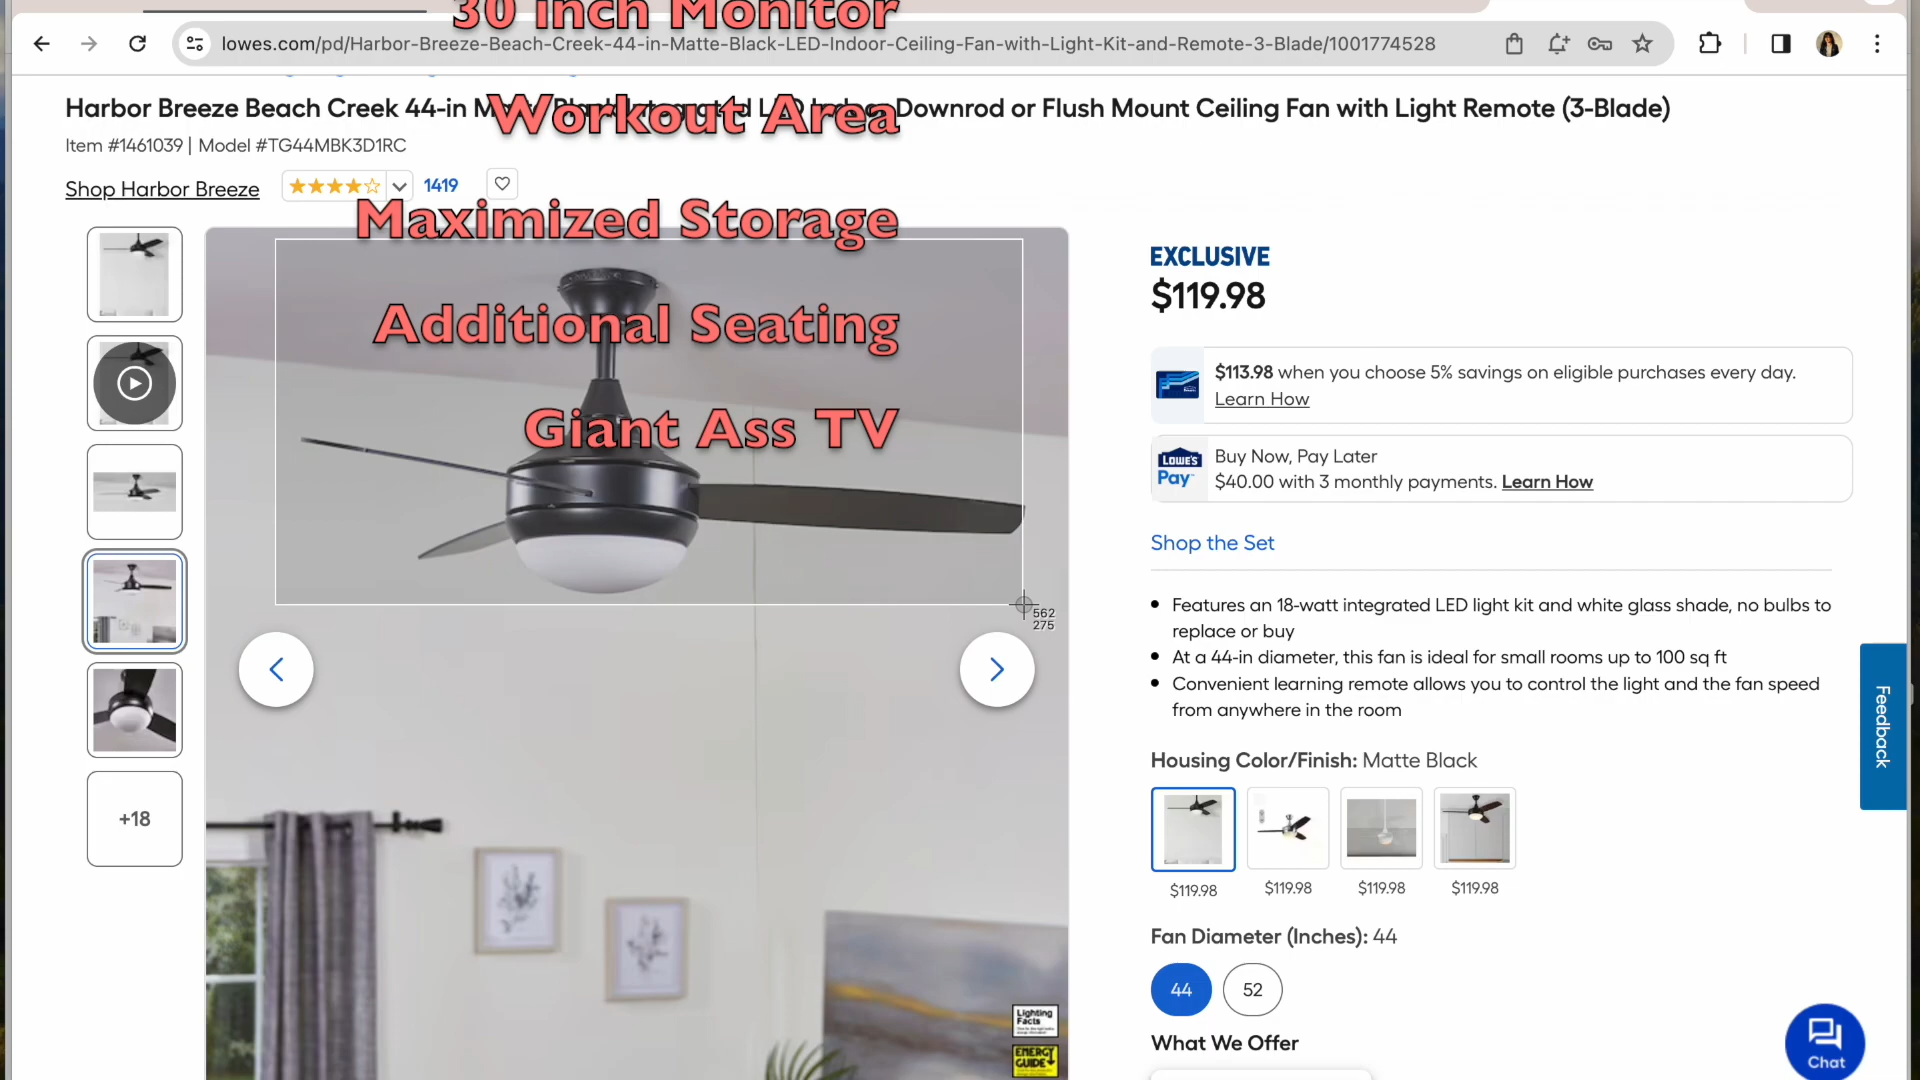 30 inch Monitor
lowes.com/pd/Harbor-Breeze-Beach-Creek-44-in-Matte-Black-LED-Indoor-Ceiling-Fan-with-Light-Kit-and-Remote-3-Blade/1001774528
Harbor Breeze Beach Creek 44-in Downrod or Flush Mount Ceiling Fan with Light Remote (3-Blade)
Workout Area
Item #1461039 | Model #TG44MBK3D1RC
Shop Harbor Breeze
1419
Maximized Storage
Additional Seating
Giant Ass TV
562
275
+18
Lighting
Facts
ENERGY
GUIDE
EXCLUSIVE
$119.98
$113.98 when you choose 5% savings on eligible purchases every day.
Learn How
LOWE'S
Pay
Buy Now, Pay Later
$40.00 with 3 monthly payments. Learn How
Shop the Set
Features an 18-watt integrated LED light kit and white glass shade, no bulbs to
replace or buy
At a 44-in diameter, this fan is ideal for small rooms up to 100 sq ft
Convenient learning remote allows you to control the light and the fan speed
from anywhere in the room
Housing Color/Finish: Matte Black
$119.98 $119.98 $119.98 $119.98
Fan Diameter (Inches): 44
44 52
What We Offer
Feedback
Chat